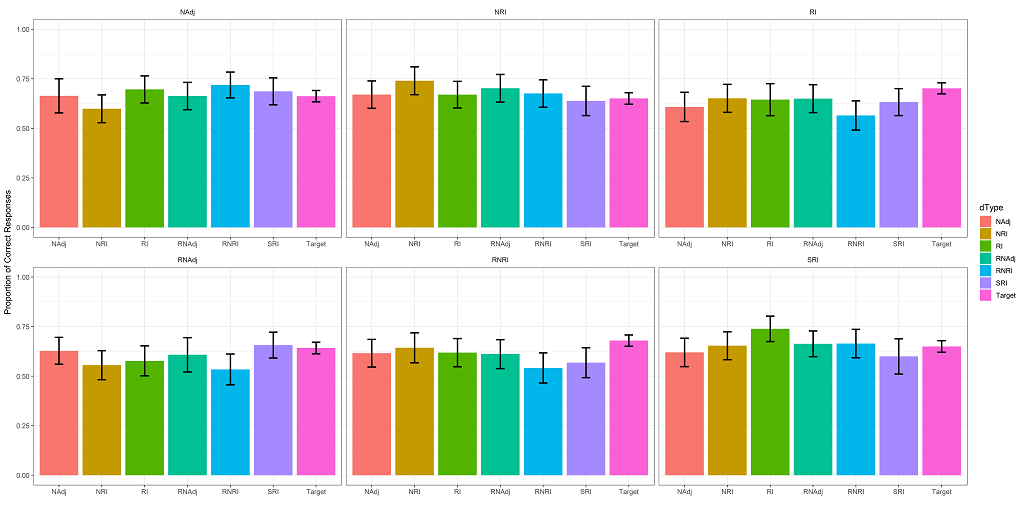 NAdj NRI RI
1.00
0.75
0.50
0.25
0.00
NAdj NRI RI RNAdj RNRI SRI Target NAdj NRI RI RNAdj RNRI SRI Target NAdj NRI RI RNAdj RNRI SRI Target
Proportion of Correct Responses
RNAdj RNRI SRI
1.00
0.75
0.50
0.25
0.00
NAdj NRI RI RNAdj RNRI SRI Target NAdj NRI RI RNAdj RNRI SRI Target NAdj NRI RI RNAdj RNRI SRI Target
dType
NAdj
NRI
RI
RNAdj
RNRI
SRI
Target